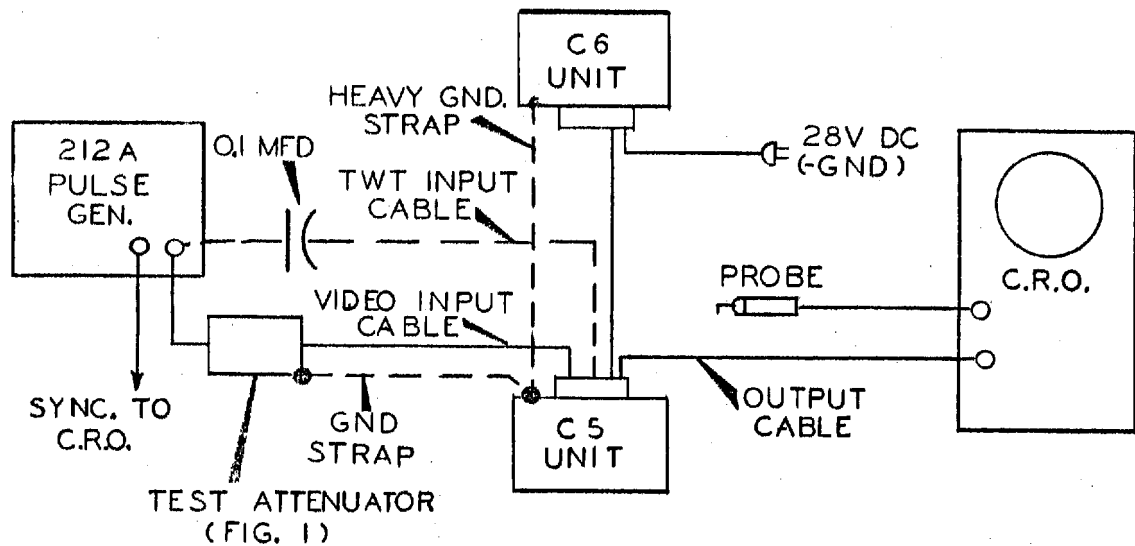 C6
UNIT
HEAVY GND.
STRAP
212A
PULSE
GEN.
0.1 MFD
28V DC
(-GND)
TWT INPUT
CABLE
C.R.O.
PROBE
VIDEO INPUT
CABLE
SYNC. TO
C.R.O.
GND
STRAP
C5
UNIT
OUTPUT
CABLE
TEST ATTENUATOR
(FIG. 1)